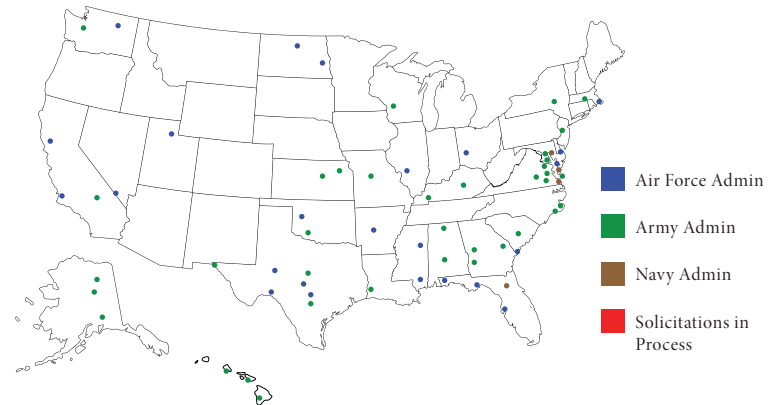 Air Force Admin
Army Admin
Navy Admin
Solicitations in
Process